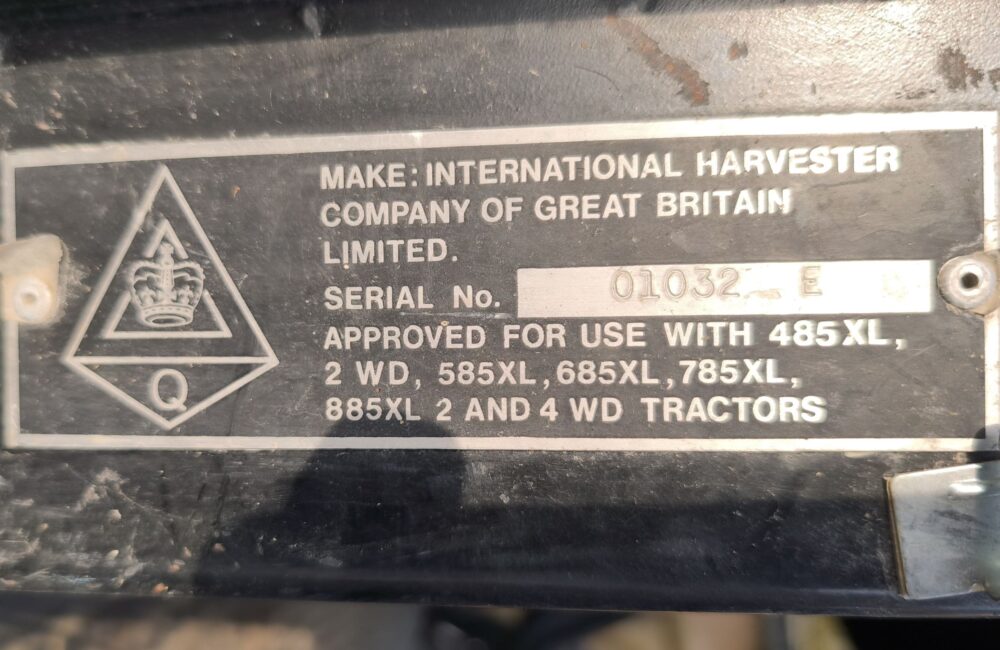 Q
MAKE: INTERNATIONAL HARVESTER
COMPANY OF GREAT BRITAIN
LIMITED.
SERIAL No. 01032 E
APPROVED FOR USE WITH 485XL,
2 WD, 585XL, 685XL, 785XL,
885XL 2 AND 4 WD TRACTORS